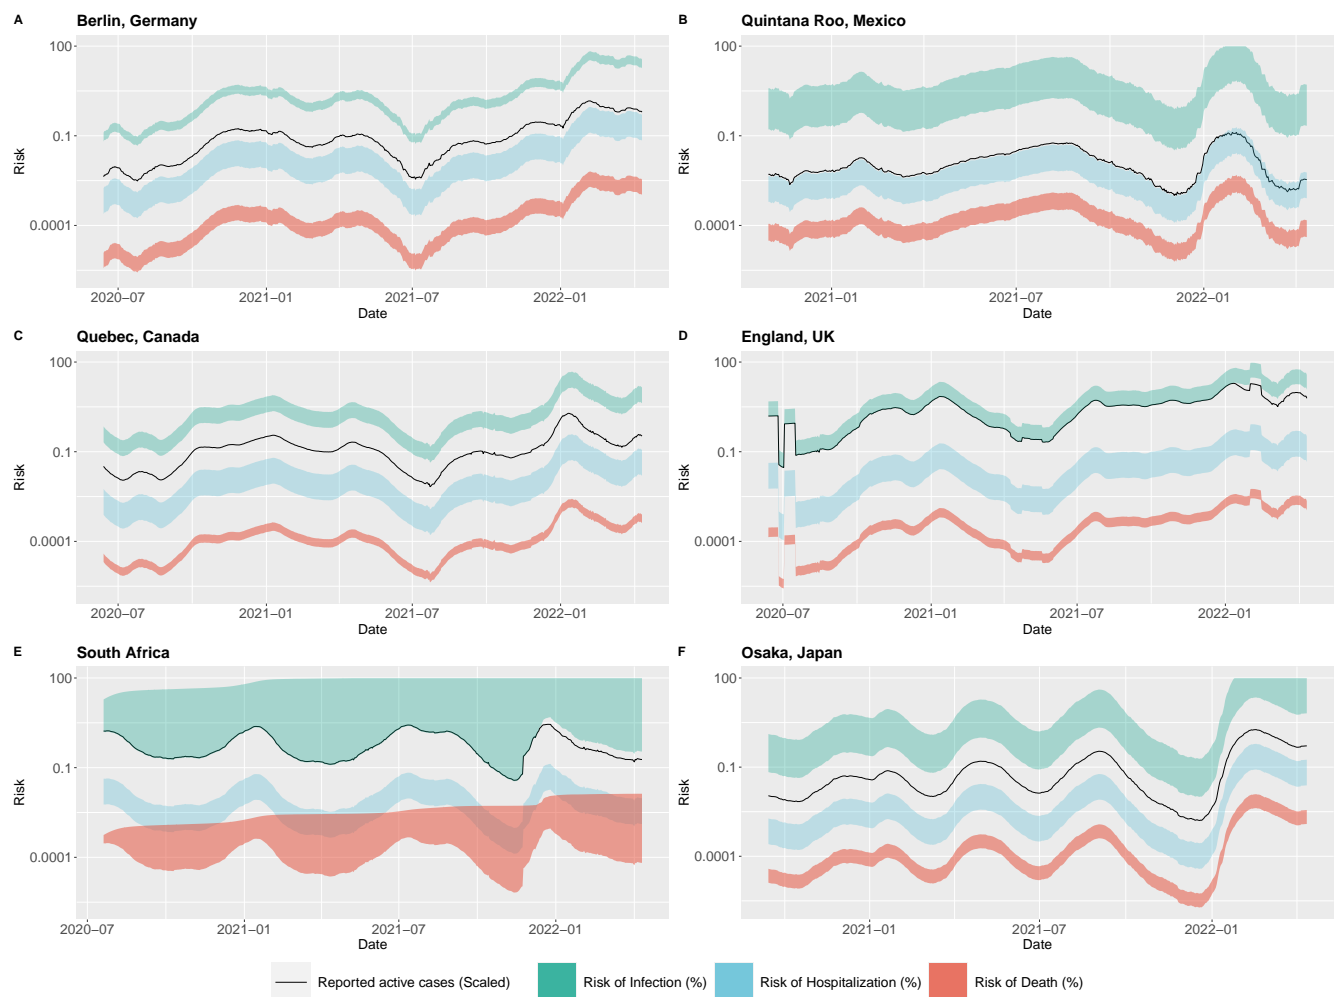 A Berlin, Germany
100
0.1
0.0001
Risk
2020–07 2021–01 2021–07 2022–01
Date
B Quintana Roo, Mexico
100
0.1
0.0001
Risk
2021–01 2021–07 2022–01
Date
C Quebec, Canada
100
0.1
0.0001
Risk
2020–07 2021–01 2021–07 2022–01
Date
D England, UK
100
0.1
0.0001
Risk
2020–07 2021–01 2021–07 2022–01
Date
E South Africa
100
0.1
0.0001
Risk
2020–07 2021–01 2021–07 2022–01
Date
F Osaka, Japan
100
0.1
0.0001
Risk
2021–01 2021–07 2022–01
Date
Reported active cases (Scaled) Risk of Infection (%) Risk of Hospitalization (%) Risk of Death (%)